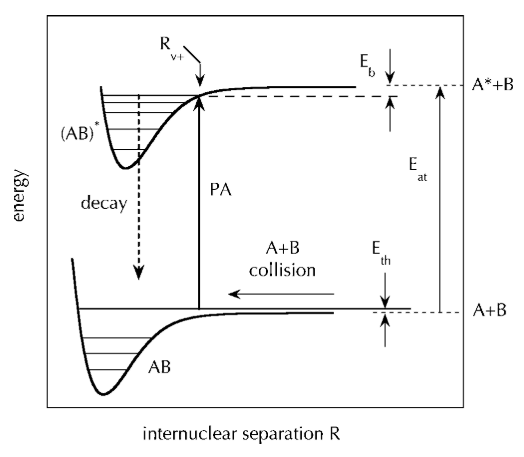 R_v+
E_b
A*+B
(AB)*
E_at
PA
decay
energy
A+B
collision
E_th
A+B
AB
internuclear separation R